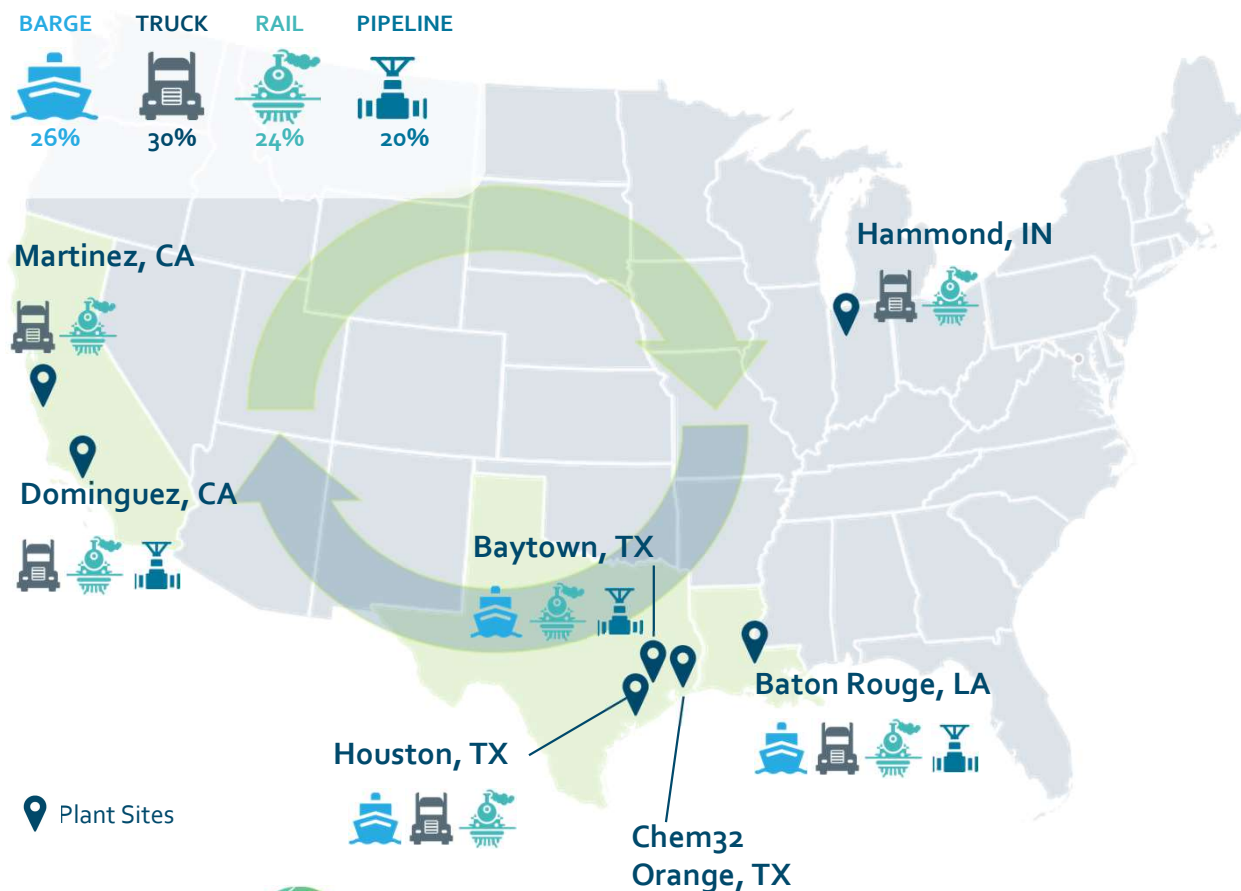 BARGE TRUCK RAIL PIPELINE
26% 30% 24% 20%
Martinez, CA
Hammond, IN
Dominguez, CA
Baytown, TX
Baton Rouge, LA
Houston, TX
Plant Sites
Chem32
Orange, TX